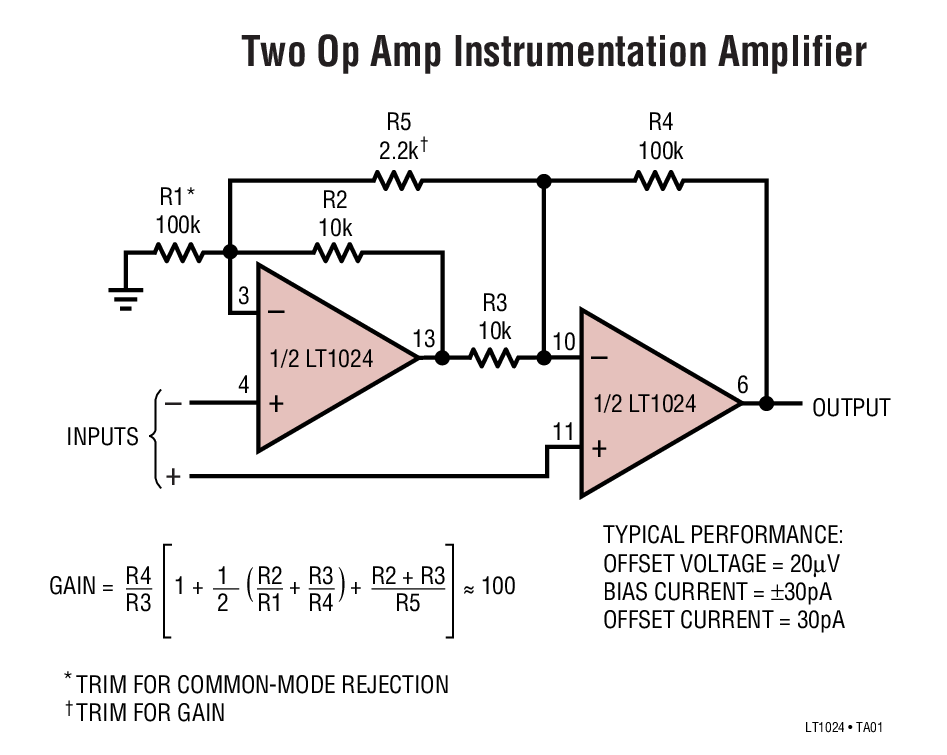 Two Op Amp Instrumentation Amplifier
R5
2.2k†
R4
100k
R1*
100k
R2
10k
3
−
1/2 LT1024
13
4
+
R3
10k
10
−
1/2 LT1024
6
OUTPUT
11
+
INPUTS
−
+
GAIN = R4/R3 [1 + 1/2 (R2/R1 + R3/R4) + R2 + R3/R5] ≈ 100
TYPICAL PERFORMANCE:
OFFSET VOLTAGE = 20µV
BIAS CURRENT = ±30pA
OFFSET CURRENT = 30pA
*TRIM FOR COMMON-MODE REJECTION
†TRIM FOR GAIN
LT1024 • TA01